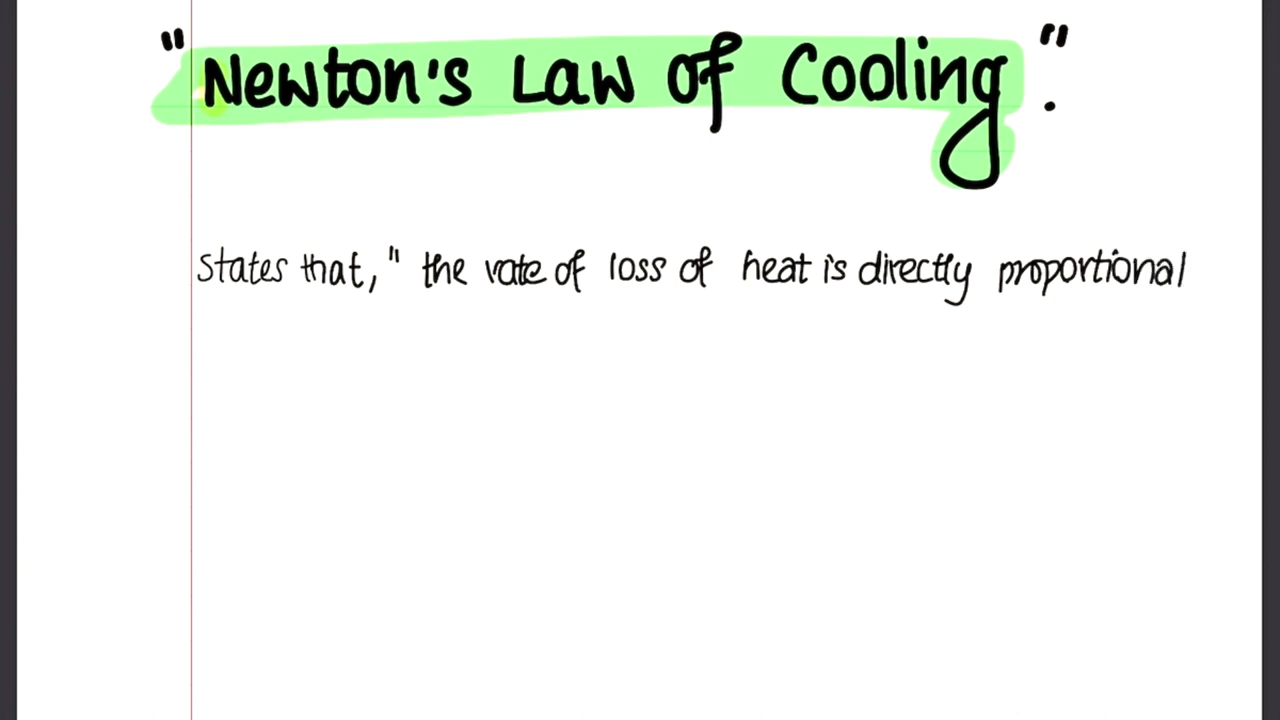 "Newton's Law of Cooling".
states that, " the rate of loss of heat is directly proportional